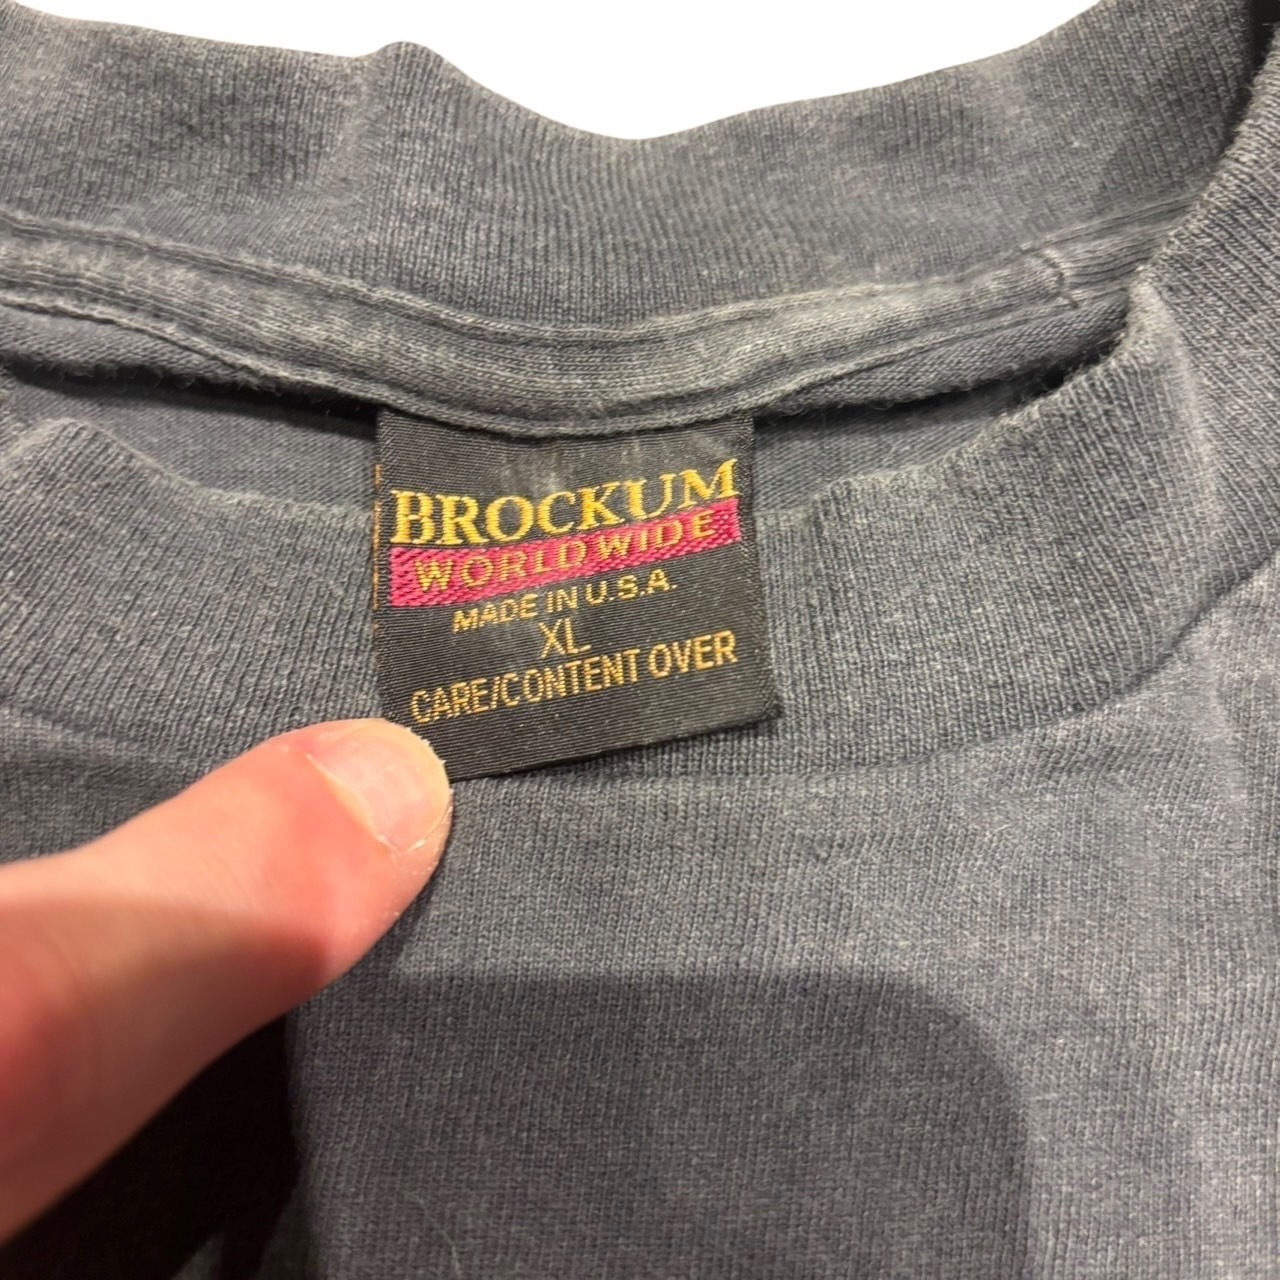 BROCKUM
WORLDWIDE
MADE IN U.S.A.
XL
CARE/CONTENT OVER